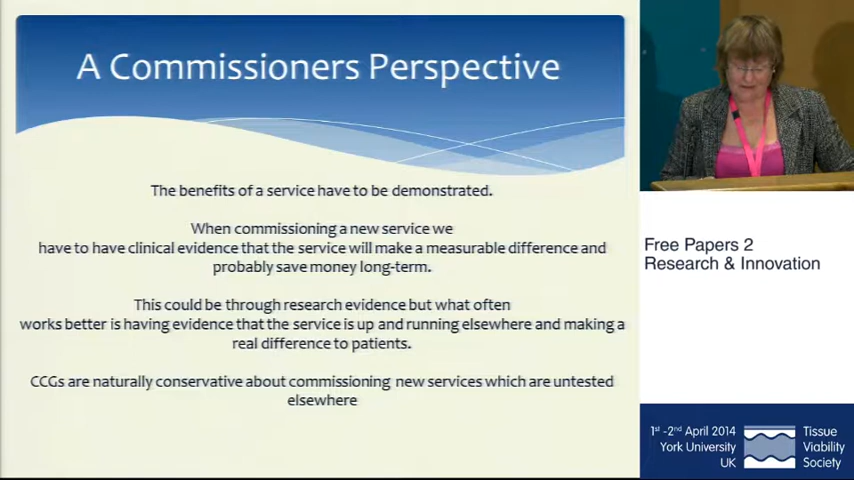 A Commissioners Perspective
The benefits of a service have to be demonstrated.
When commissioning a new service we
have to have clinical evidence that the service will make a measurable difference and
probably save money long-term.
This could be through research evidence but what often
works better is having evidence that the service is up and running elsewhere and making a
real difference to patients.
CCGs are naturally conservative about commissioning new services which are untested
elsewhere
Free Papers 2
Research & Innovation
1st -2nd April 2014
York University
UK
Tissue
Viability
Society